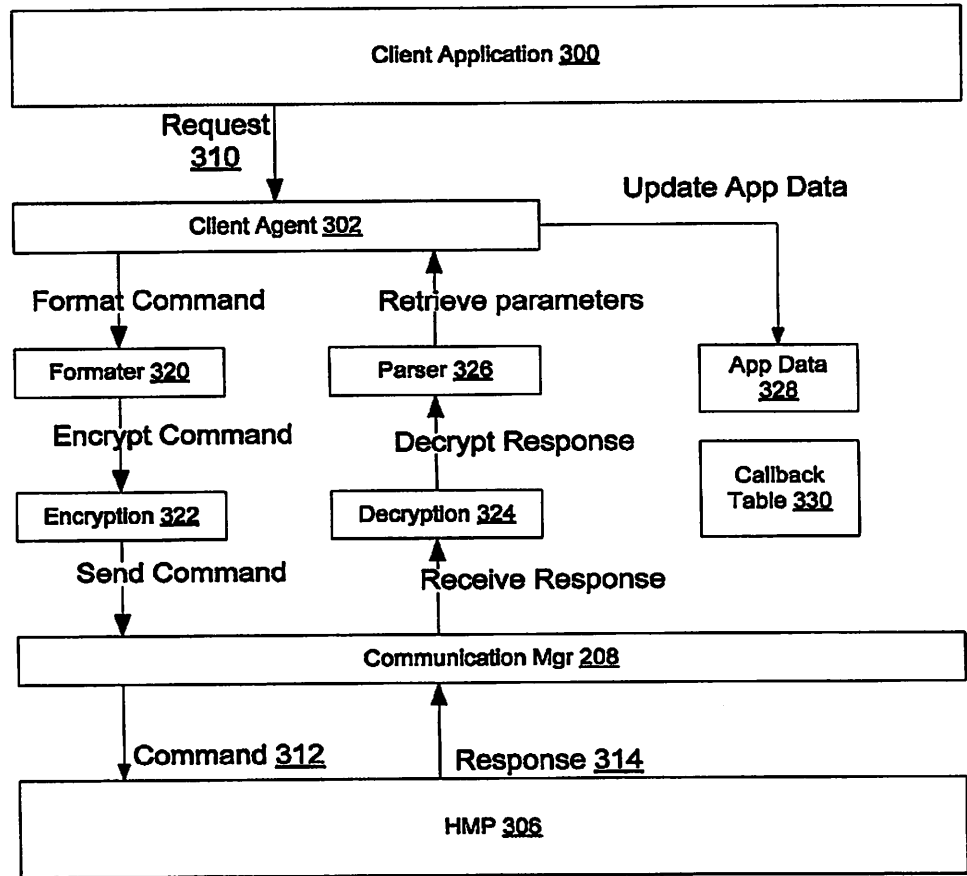 Client Application 300
Request
310
Update App Data
Client Agent 302
Format Command
Retrieve parameters
Formater 320
Parser 326
App Data
328
Encrypt Command
Decrypt Response
Callback
Table 330
Encryption 322
Decryption 324
Send Command
Receive Response
Communication Mgr 208
Command 312
Response 314
HMP 306